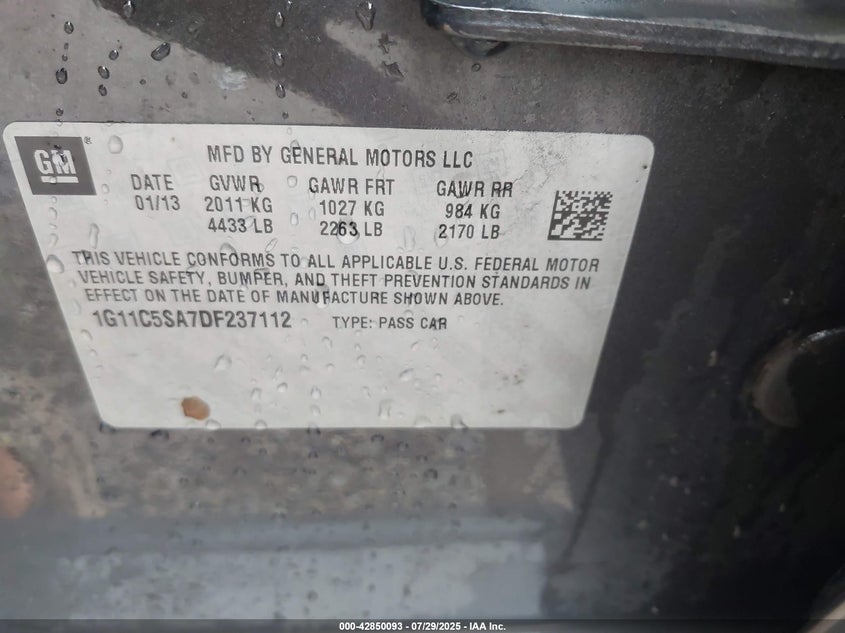 GM®
MFD BY GENERAL MOTORS LLC
DATE GVWR GAWR FRT GAWR RR
01/13 2011 KG 1027 KG 984 KG
4433 LB 2263 LB 2170 LB
THIS VEHICLE CONFORMS TO ALL APPLICABLE U.S. FEDERAL MOTOR
VEHICLE SAFETY, BUMPER, AND THEFT PREVENTION STANDARDS IN
EFFECT ON THE DATE OF MANUFACTURE SHOWN ABOVE.
1G11C5SA7DF237112 TYPE: PASS CAR
000-42850093 - 07/29/2025 - IAA Inc.